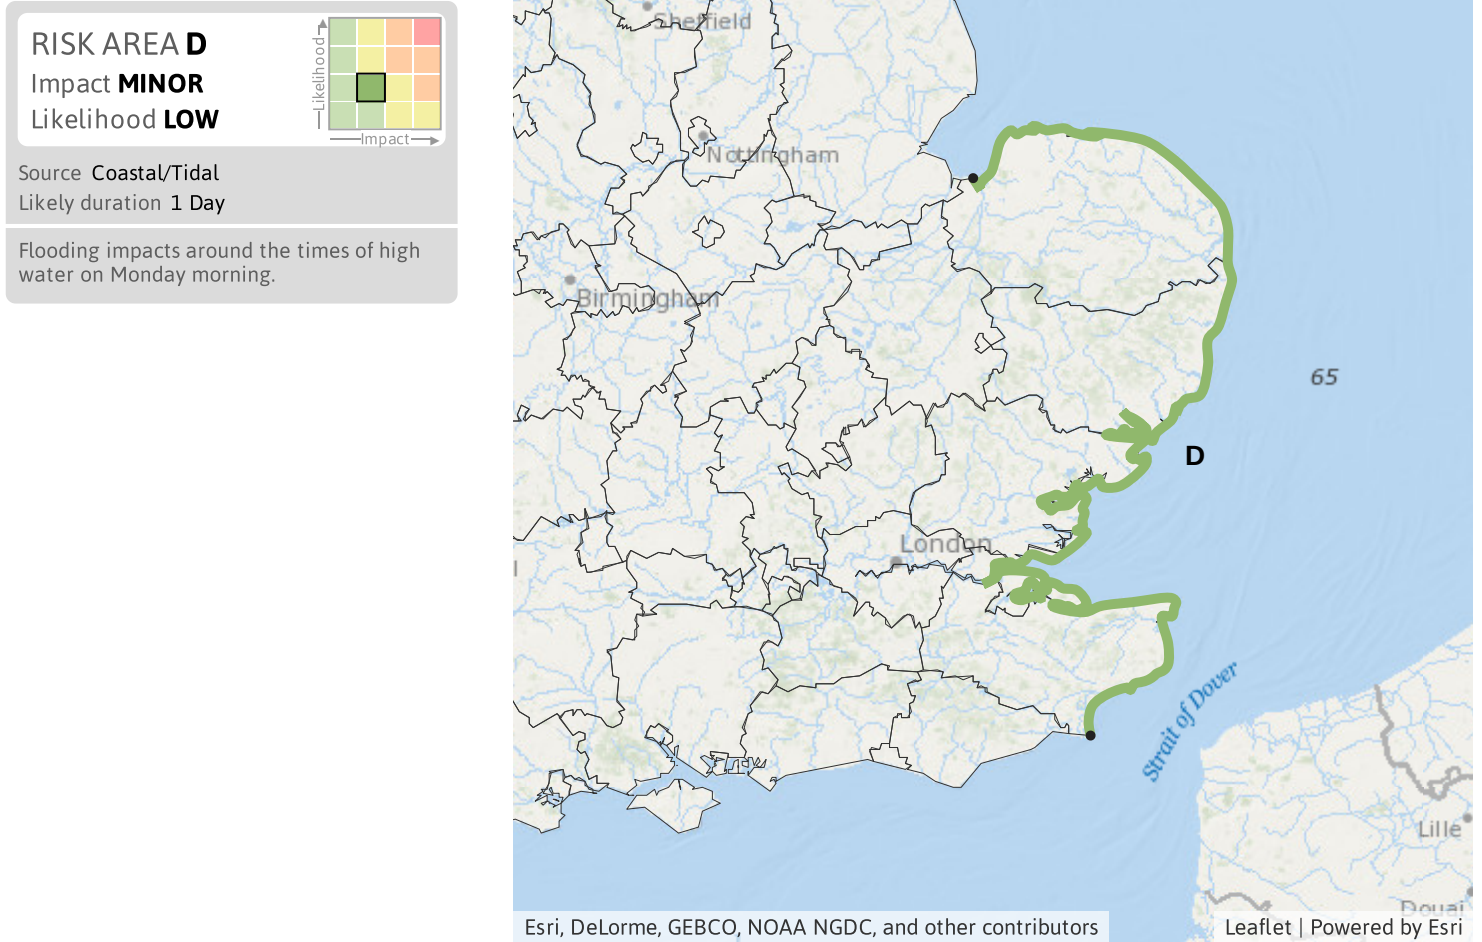 RISK AREA D
Impact MINOR
Likelihood LOW
Likelihood
Impact
Source Coastal/Tidal
Likely duration 1 Day
Flooding impacts around the times of high
water on Monday morning.
Sheffield
Nottingham
Birmingham
65
D
London
l
Strait of Dover
Lille
Douai
Esri, DeLorme, GEBCO, NOAA NGDC, and other contributors
Leaflet | Powered by Esri